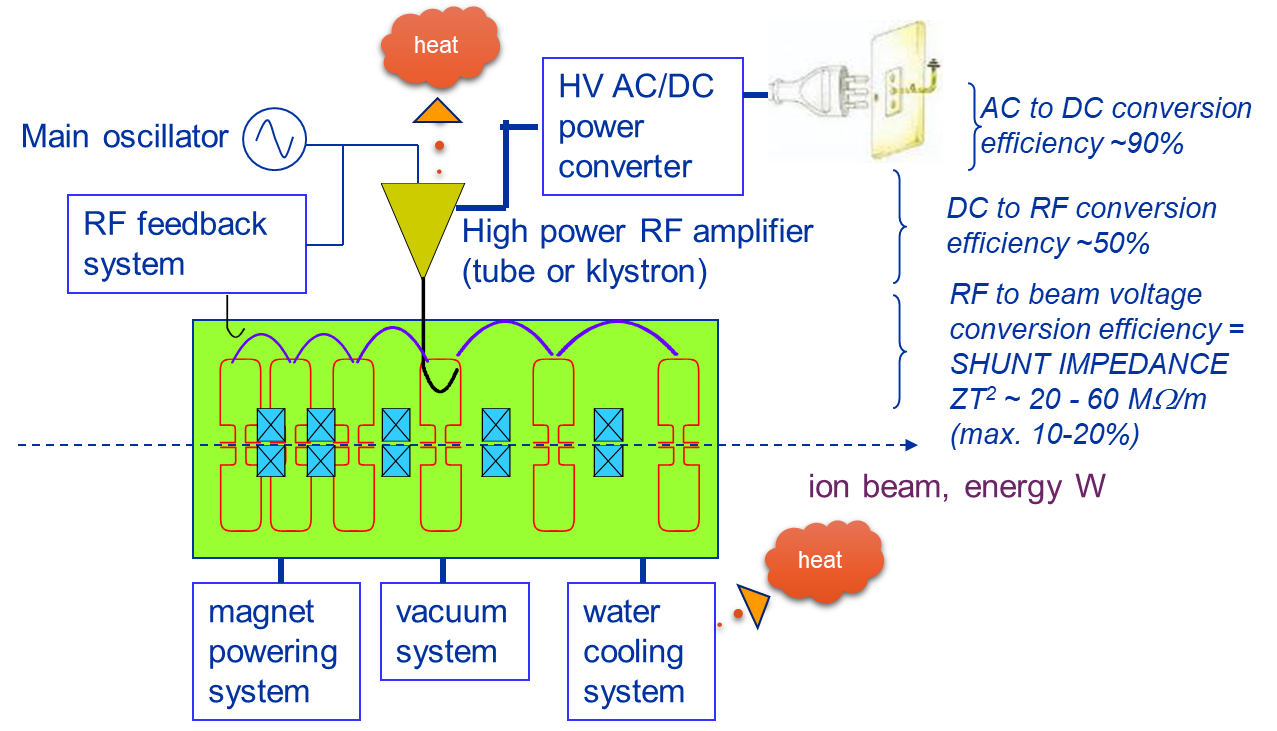 heat
HV AC/DC
power
converter
AC to DC conversion
efficiency ~90%
Main oscillator
RF feedback
system
High power RF amplifier
(tube or klystron)
DC to RF conversion
efficiency ~50%
RF to beam voltage
conversion efficiency =
SHUNT IMPEDANCE
ZT² ~ 20 - 60 MΩ/m
(max. 10-20%)
ion beam, energy W
heat
magnet
powering
system
vacuum
system
water
cooling
system